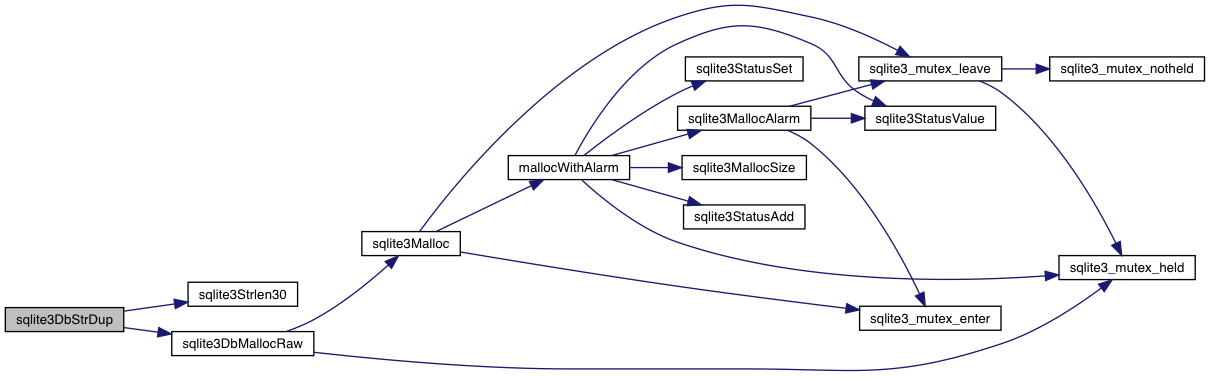 sqlite3StatusSet
sqlite3_mutex_leave
sqlite3_mutex_notheld
sqlite3MallocAlarm
sqlite3StatusValue
mallocWithAlarm
sqlite3MallocSize
sqlite3StatusAdd
sqlite3Malloc
sqlite3_mutex_held
sqlite3Strlen30
sqlite3DbStrDup
sqlite3_mutex_enter
sqlite3DbMallocRaw